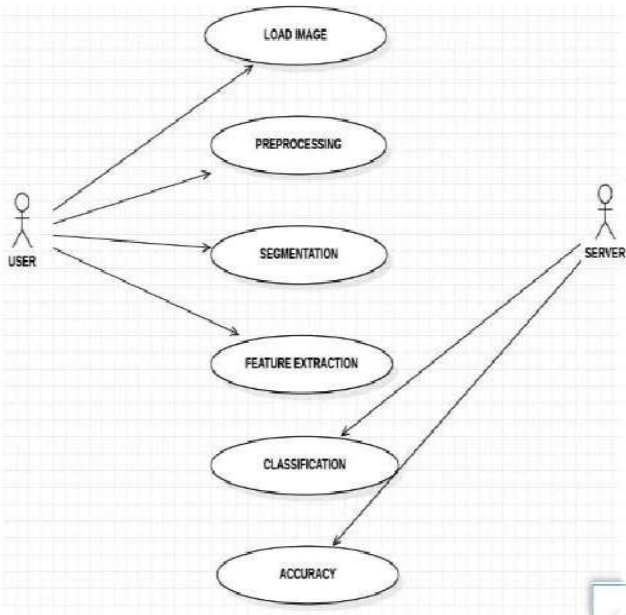 LOAD IMAGE
PREPROCESSING
USER
SERVER
SEGMENTATION
FEATURE EXTRACTION
CLASSIFICATION
ACCURACY